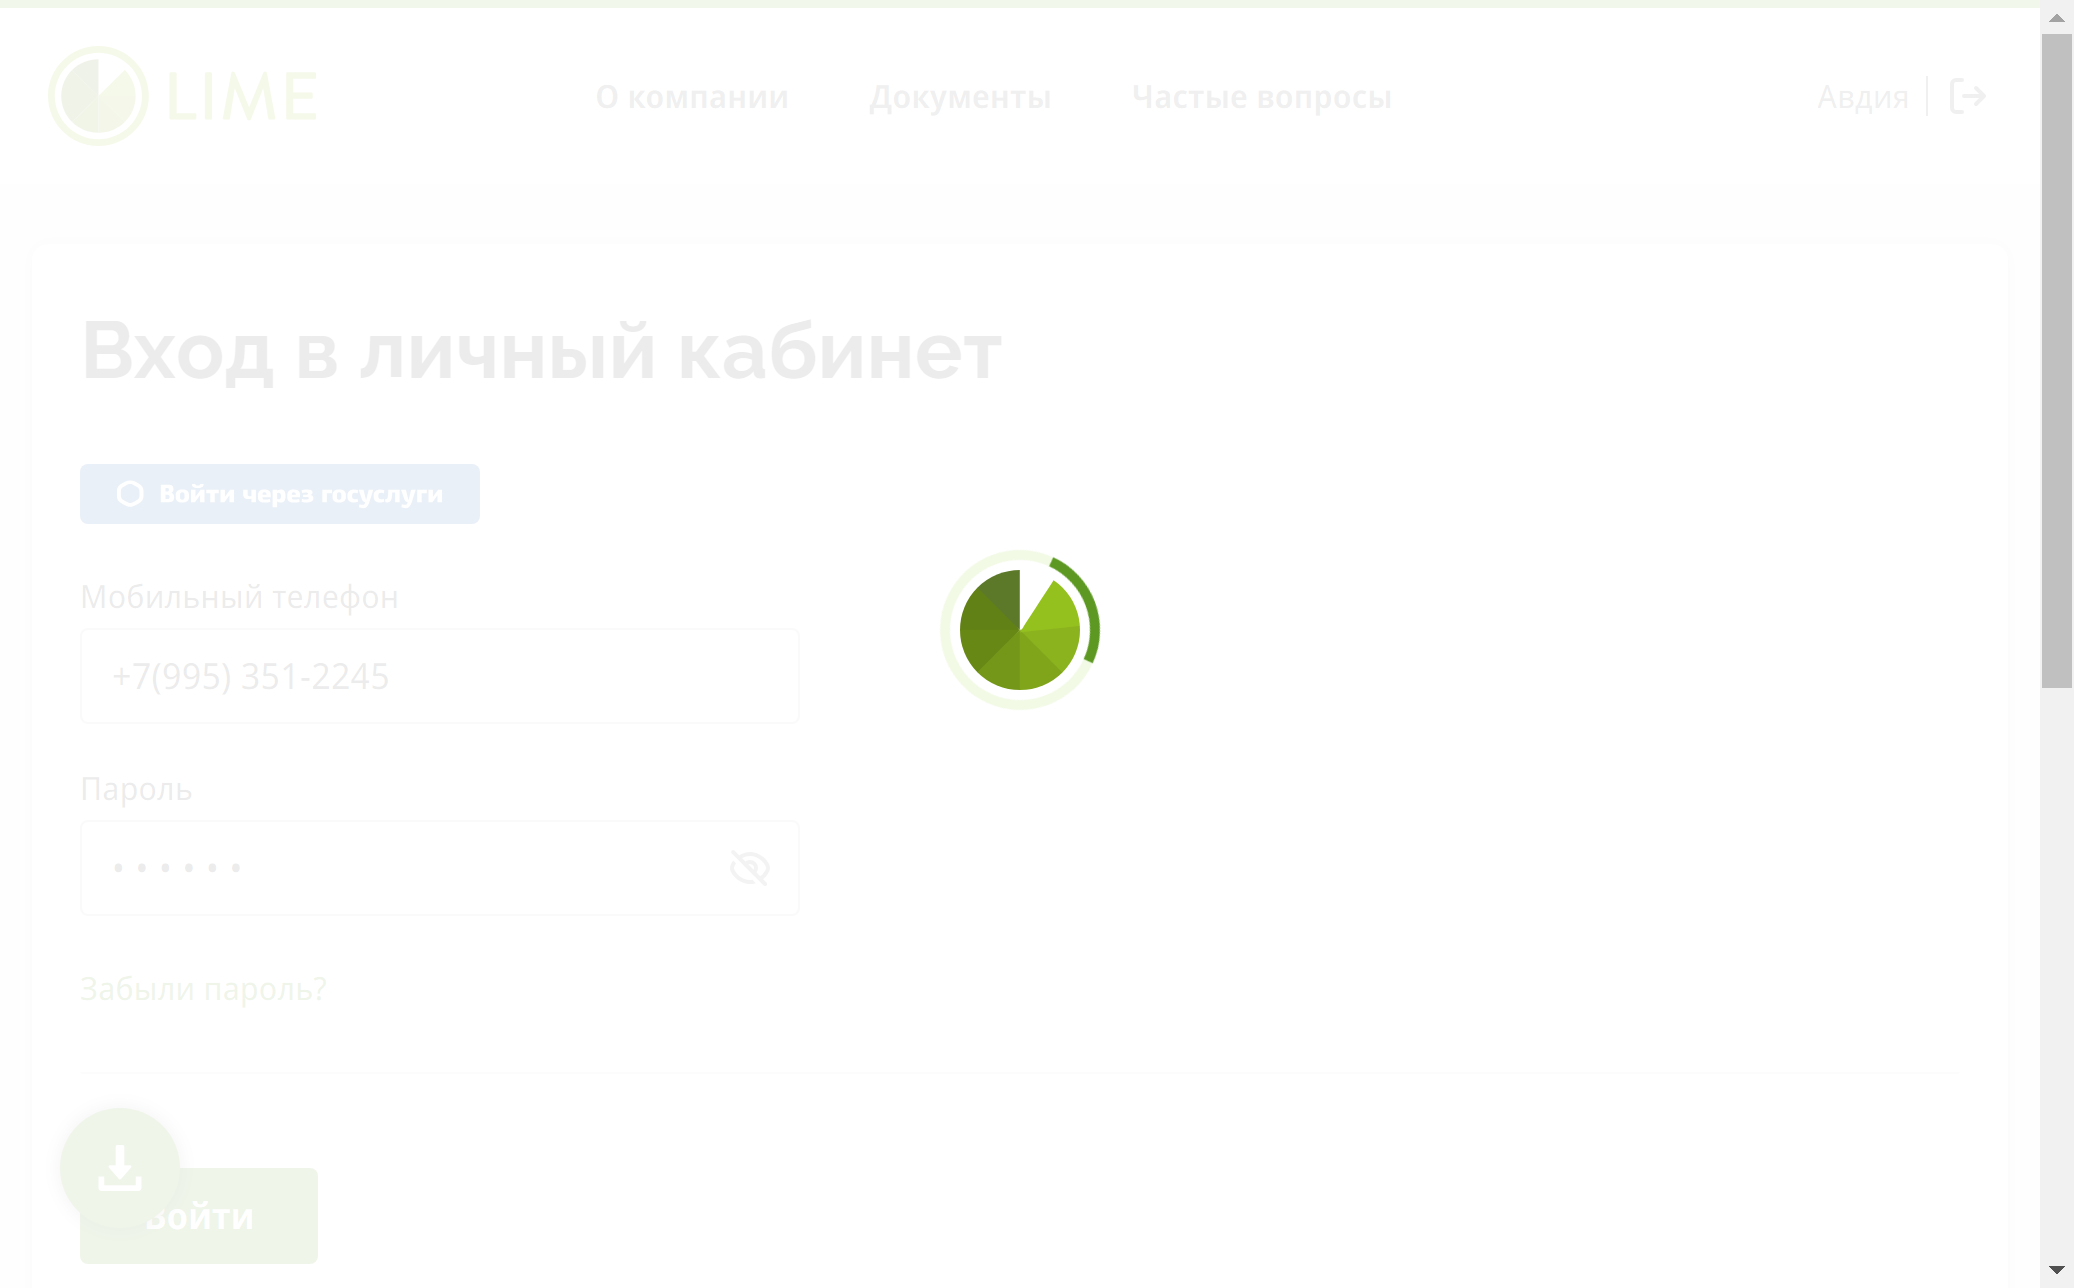 LIME
О компании
Документы
Частые вопросы
Авдия
Вход в личный кабинет
Войти через госуслуги
Мобильный телефон
+7(995) 351-2245
Пароль
••••••
Забыли пароль?
Войти